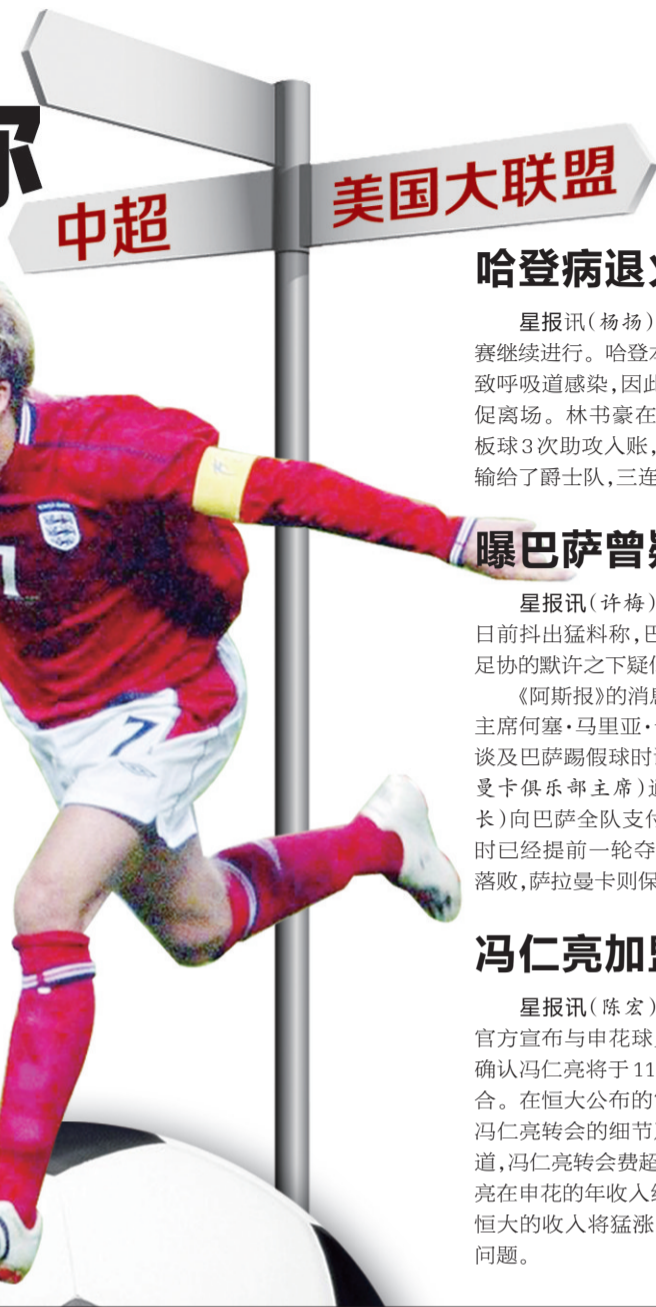 尔
中超
美国大联盟
7
哈登病退
星报讯(杨扬)
赛继续进行。哈登
致呼吸道感染,因此
促离场。林书豪在
板球3次助攻入账,
输给了爵士队,三连
曝巴萨曾
星报讯(许梅)
日前抖出猛料称,巴
足协的默许之下疑
《阿斯报》的消息
主席何塞·马里亚·
谈及巴萨踢假球时
曼卡俱乐部主席)通
长)向巴萨全队支付
时已经提前一轮夺
落败,萨拉曼卡则保
冯仁亮加
星报讯(陈宏)
官方宣布与申花球
确认冯仁亮将于11
合。在恒大公布的
冯仁亮转会的细节
道,冯仁亮转会费超
亮在申花的年收入
恒大的收入将猛涨
问题。